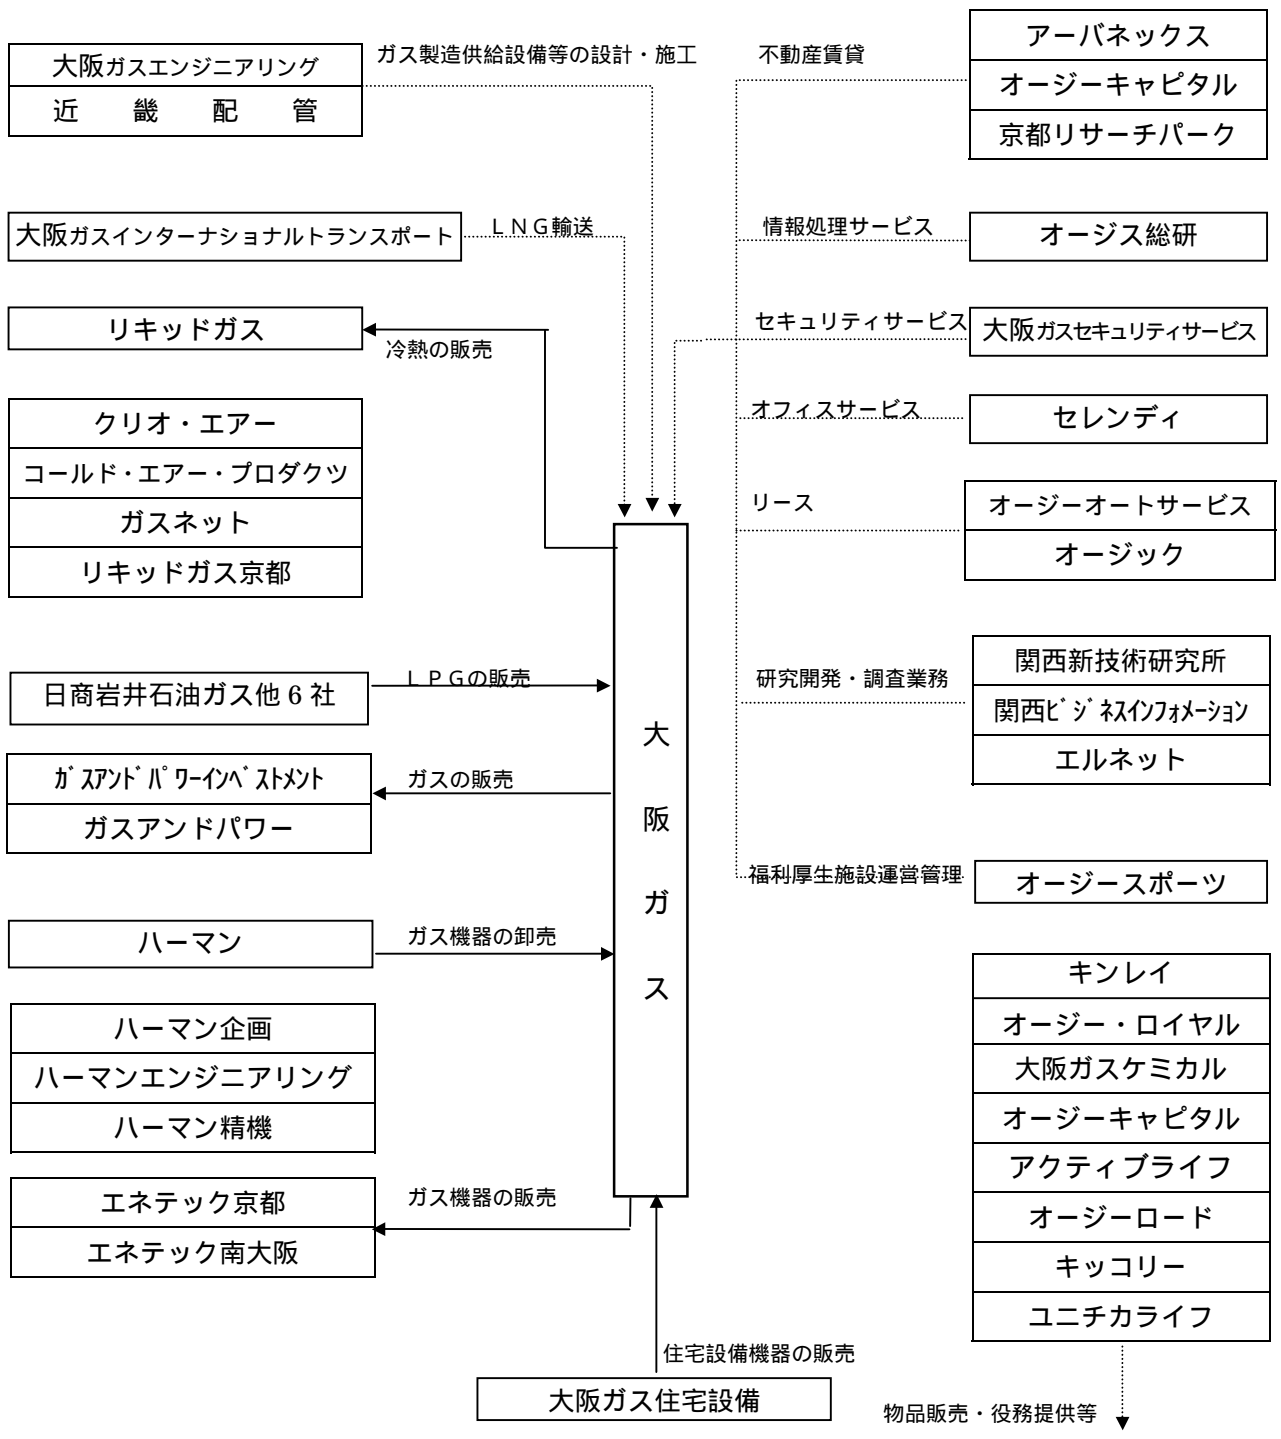 大阪ガスエンジニアリング
近畿配管
ガス製造供給設備等の設計・施工
大阪ガスインターナショナルトランスポート
ＬＮＧ輸送
リキッドガス
冷熱の販売
クリオ・エアー
コールド・エアー・プロダクツ
ガスネット
リキッドガス京都
日商岩井石油ガス他６社
ＬＰＧの販売
ｶﾞｽｱﾝﾄﾞﾊﾟﾜｰｲﾝﾍﾞｽﾄﾒﾝﾄ
ガスアンドパワー
ガスの販売
ハーマン
ガス機器の卸売
ハーマン企画
ハーマンエンジニアリング
ハーマン精機
エネテック京都
エネテック南大阪
ガス機器の販売
大阪ガス
住宅設備機器の販売
大阪ガス住宅設備
不動産賃貸
アーバネックス
オージーキャピタル
京都リサーチパーク
情報処理サービス
オージス総研
セキュリティサービス
大阪ガスセキュリティサービス
オフィスサービス
セレンディ
リース
オージーオートサービス
オージック
研究開発・調査業務
関西新技術研究所
関西ﾋﾞｼﾞﾈｽｲﾝﾌｫﾒｰｼｮﾝ
エルネット
福利厚生施設運営管理
オージースポーツ
キンレイ
オージー・ロイヤル
大阪ガスケミカル
オージーキャピタル
アクティブライフ
オージーロード
キッコリー
ユニチカライフ
物品販売・役務提供等